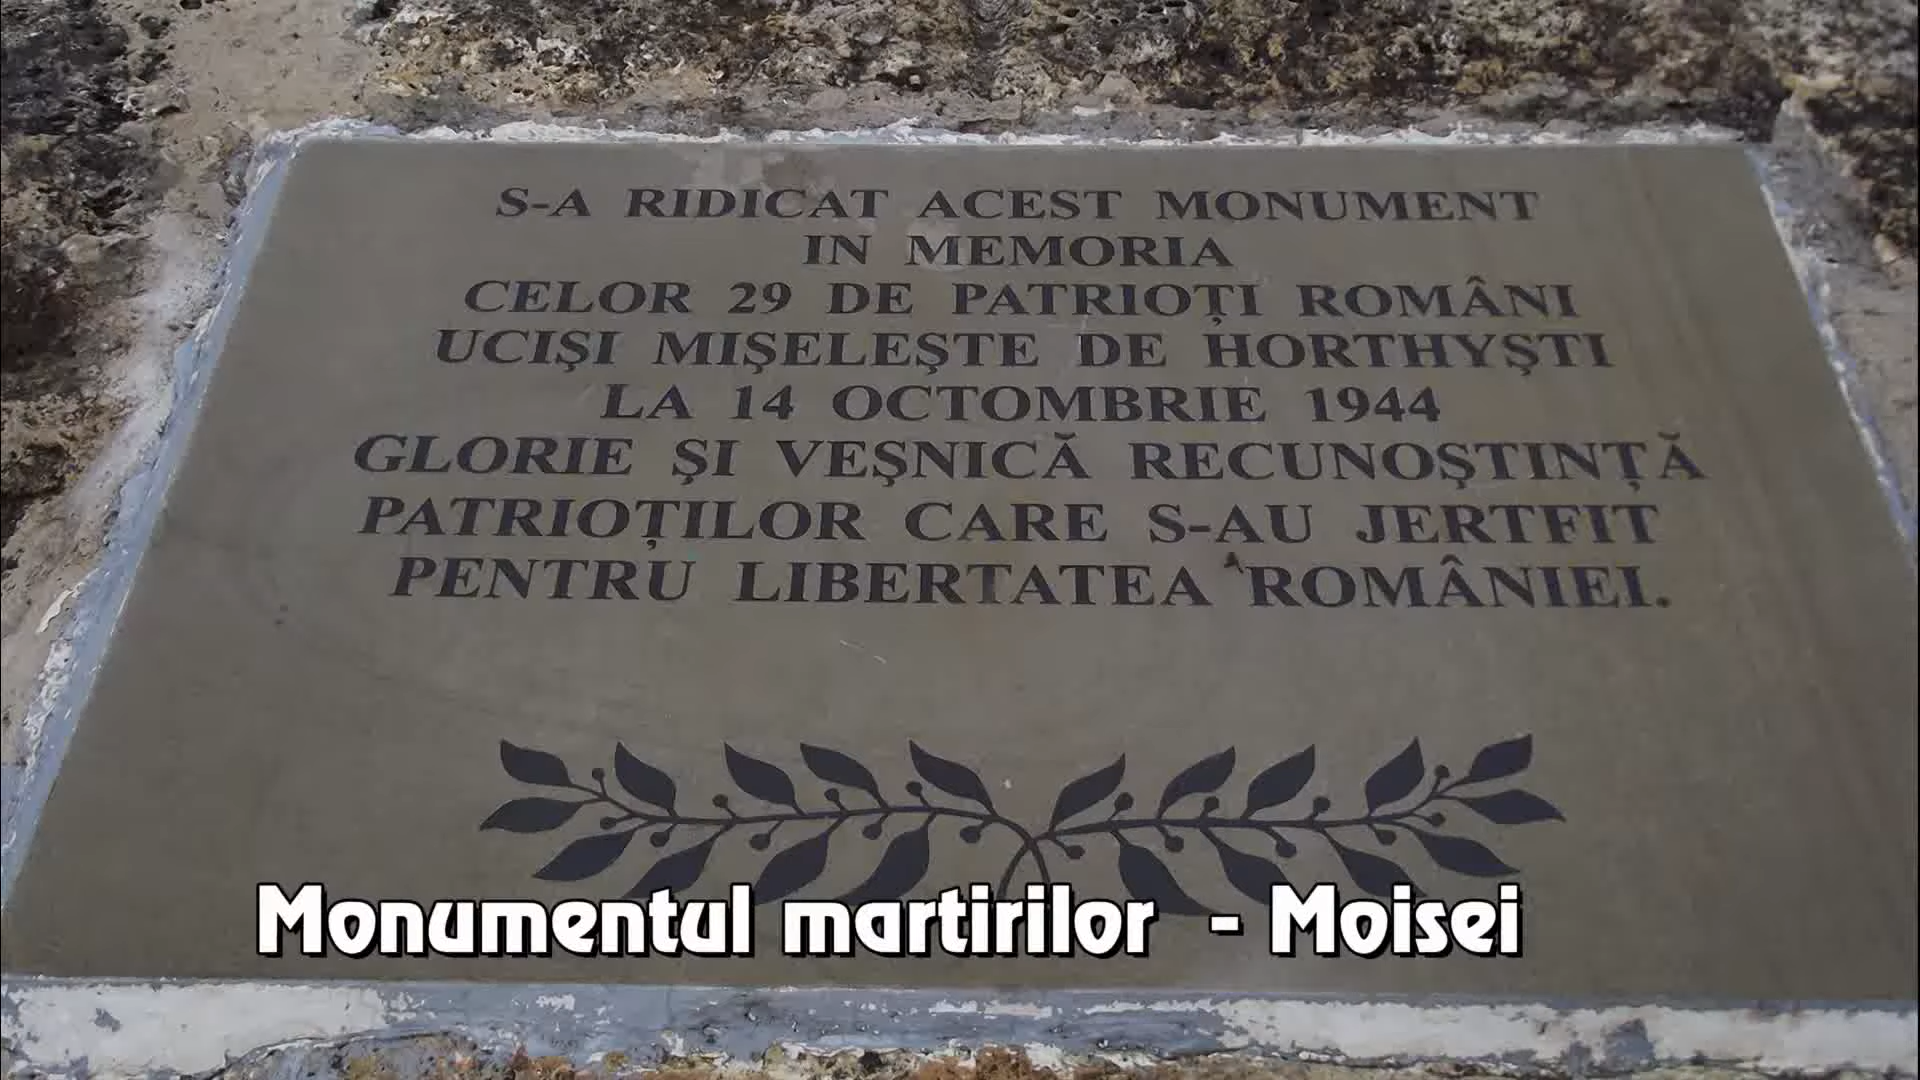 S-A RIDICAT ACEST MONUMENT
IN MEMORIA
CELOR 29 DE PATRIOȚI ROMÂNI
UCIŞI MIŞELEŞTE DE HORTHYŞTI
LA 14 OCTOMBRIE 1944
GLORIE ŞI VEŞNICĂ RECUNOŞTINȚĂ
PATRIOȚILOR CARE S-AU JERTFIT
PENTRU LIBERTATEA ROMÂNIEI.
Monumentul martirilor - Moisei